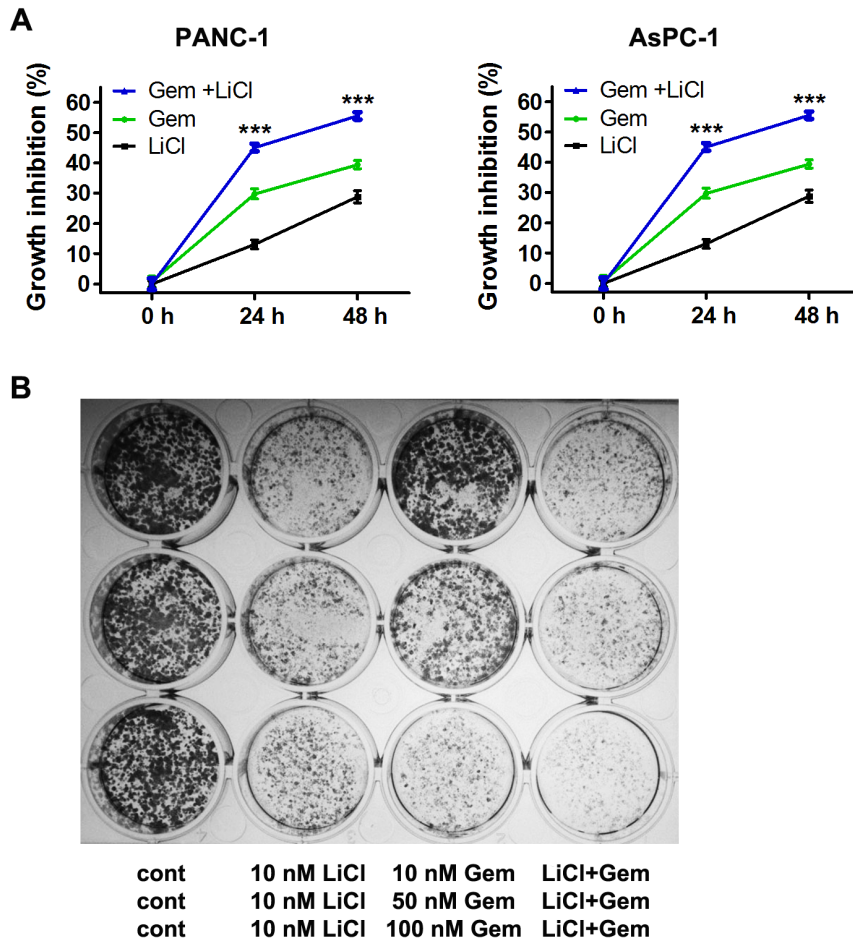 A
PANC-1
Growth inhibition (%)
60
50
40
30
20
10
0
Gem +LiCl
Gem
LiCl
***
***
0 h 24 h 48 h
AsPC-1
Growth inhibition (%)
60
50
40
30
20
10
0
Gem +LiCl
Gem
LiCl
***
***
0 h 24 h 48 h
B
cont 10 nM LiCl 10 nM Gem LiCl+Gem
cont 10 nM LiCl 50 nM Gem LiCl+Gem
cont 10 nM LiCl 100 nM Gem LiCl+Gem